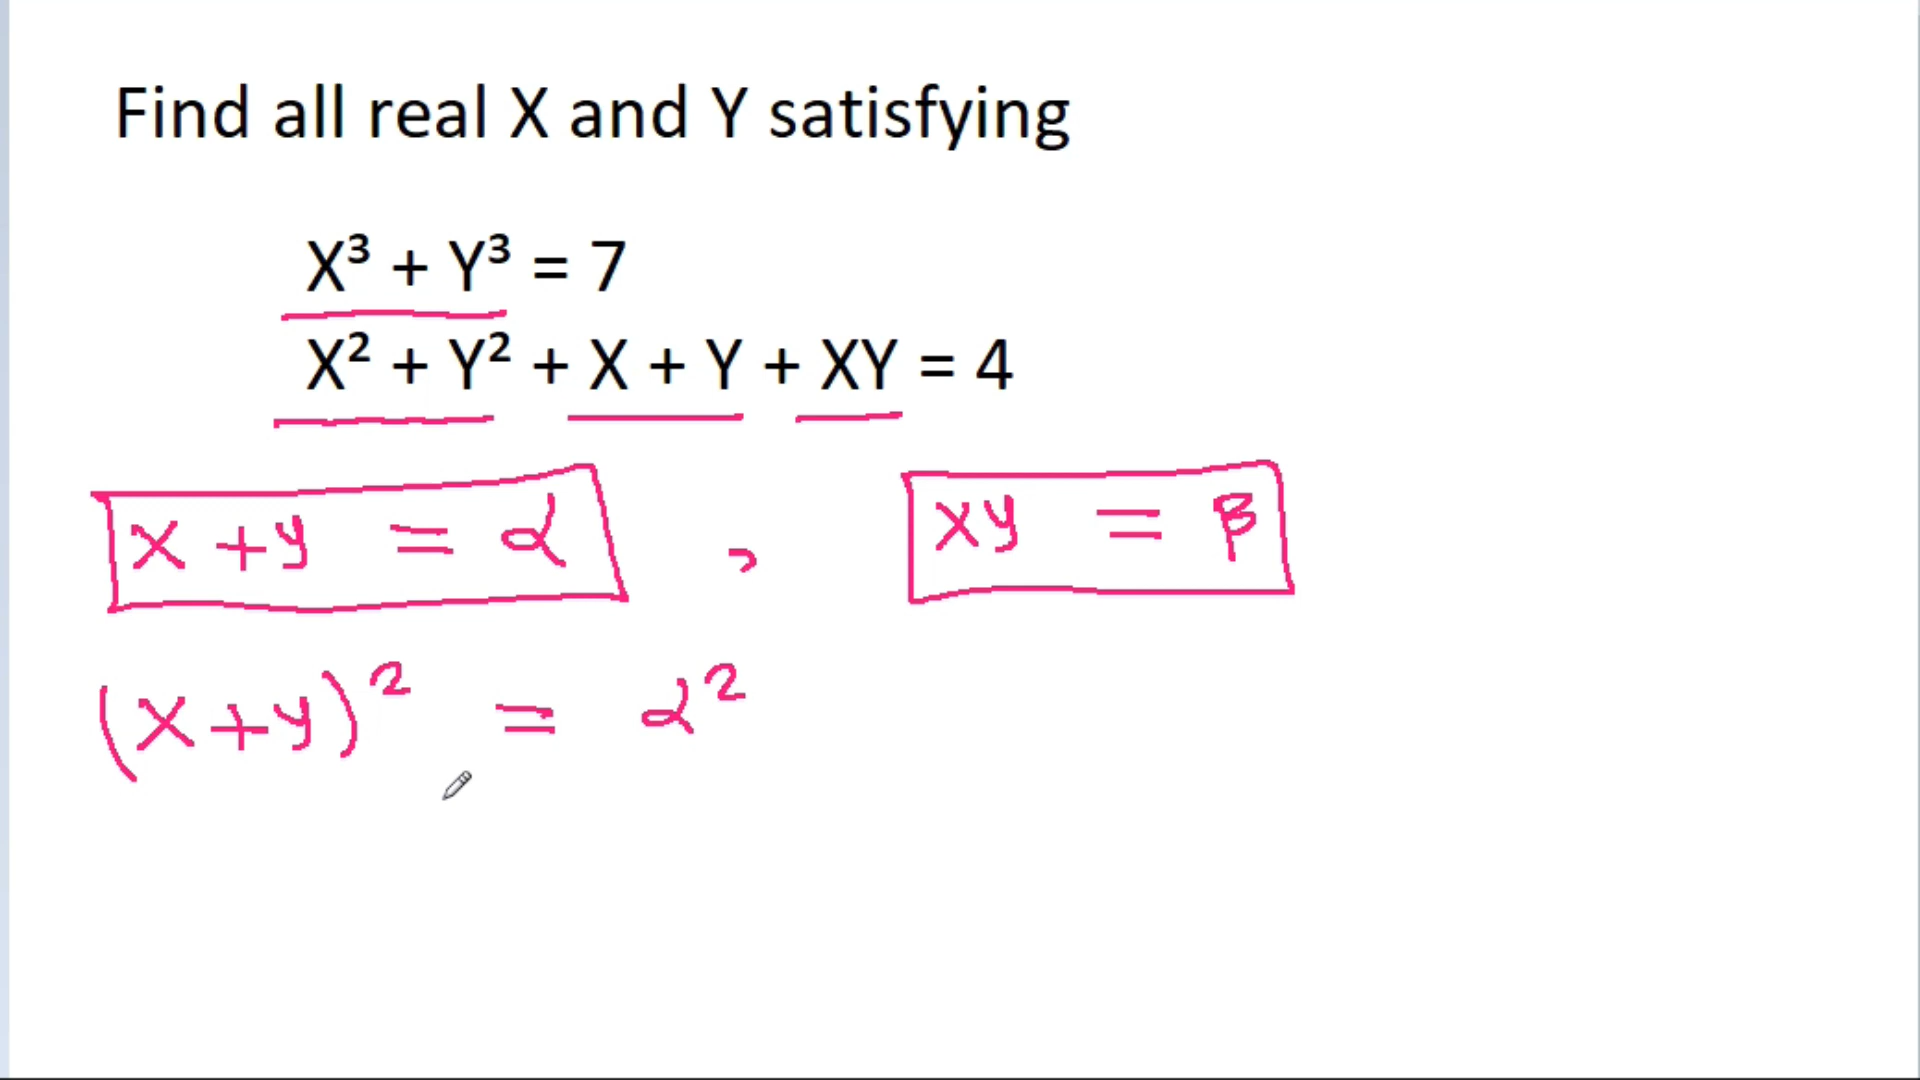 Find all real X and Y satisfying
X³ + Y³ = 7
X² + Y² + X + Y + XY = 4
x + y = α , xy = β
(x+y)² = α²